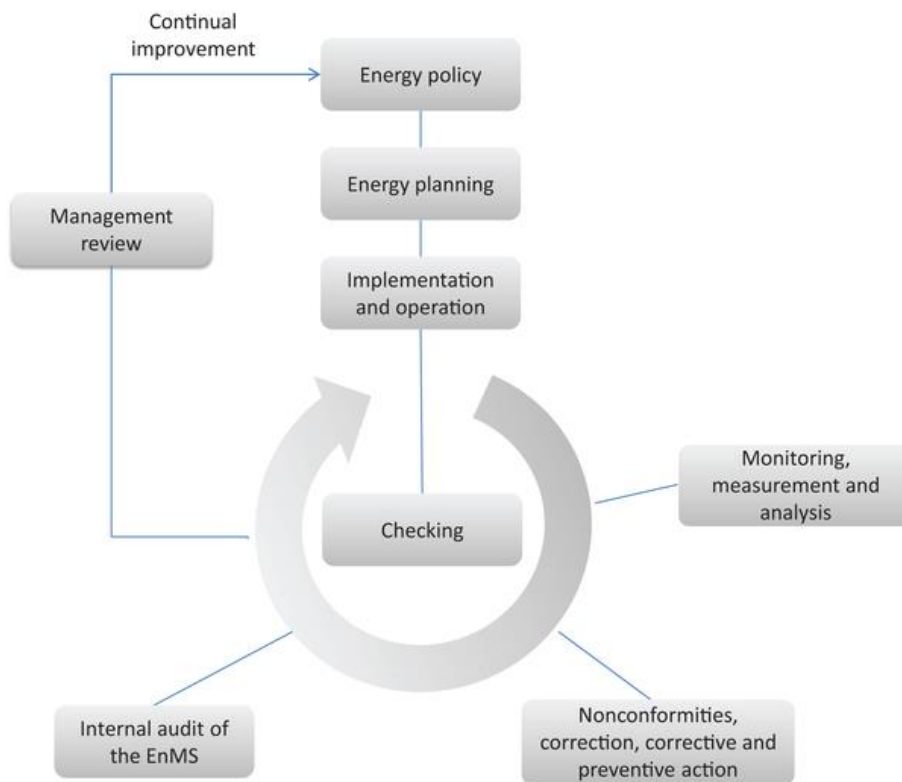 Continual
improvement
Energy policy
Energy planning
Management
review
Implementation
and operation
Monitoring,
measurement and
analysis
Checking
Internal audit of
the EnMS
Nonconformities,
correction, corrective and
preventive action